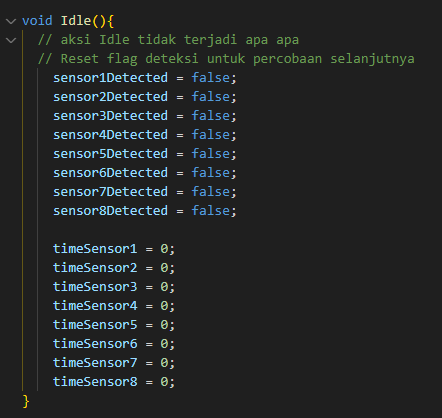 void Idle(){
// aksi Idle tidak terjadi apa apa
// Reset flag deteksi untuk percobaan selanjutnya
sensor1Detected = false;
sensor2Detected = false;
sensor3Detected = false;
sensor4Detected = false;
sensor5Detected = false;
sensor6Detected = false;
sensor7Detected = false;
sensor8Detected = false;
timeSensor1 = 0;
timeSensor2 = 0;
timeSensor3 = 0;
timeSensor4 = 0;
timeSensor5 = 0;
timeSensor6 = 0;
timeSensor7 = 0;
timeSensor8 = 0;
}